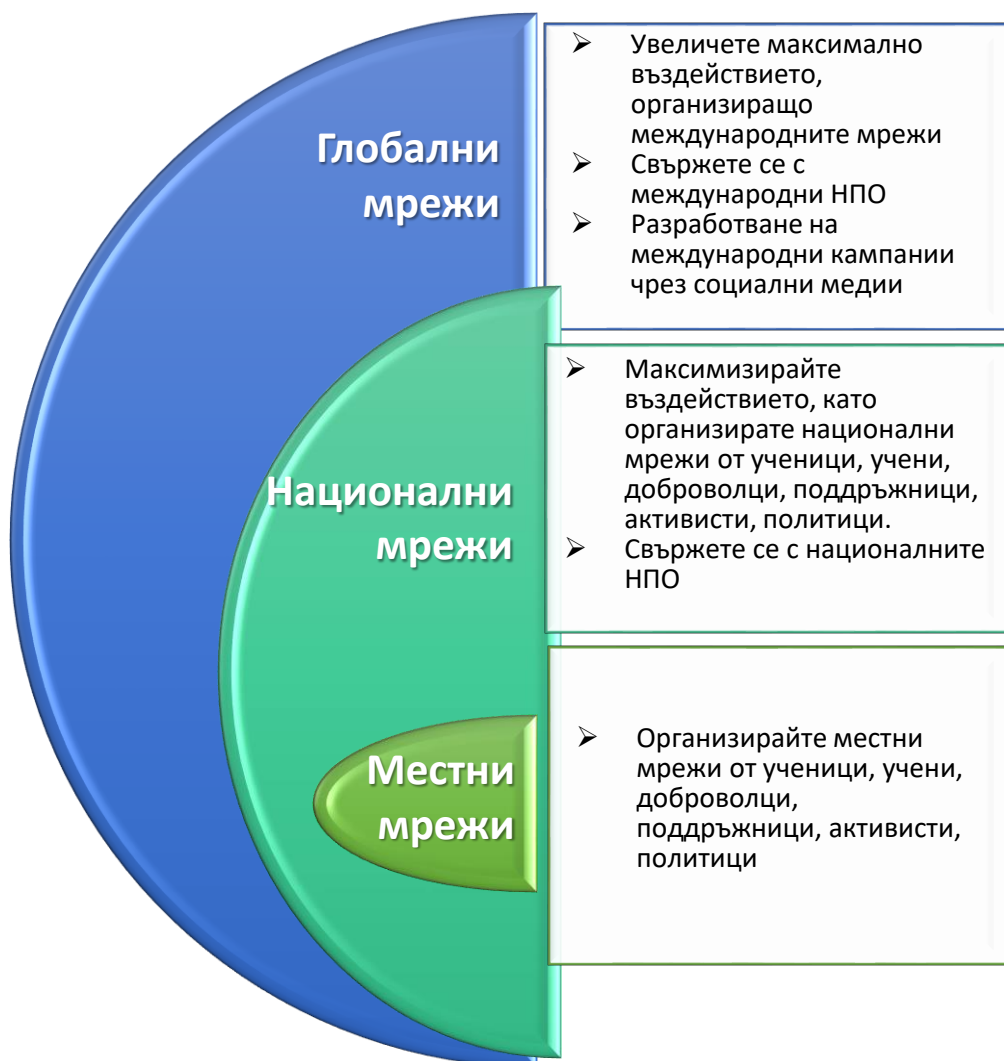 Глобални
мрежи
➢ Увеличете максимално
въздействието,
организиращо
международните мрежи
➢ Свържете се с
международни НПО
➢ Разработване на
международни кампании
чрез социални медии
Национални
мрежи
➢ Максимизирайте
въздействието, като
организирате национални
мрежи от ученици, учени,
доброволци, поддръжници,
активисти, политици.
➢ Свържете се с националните
НПО
Местни
мрежи
➢ Организирайте местни
мрежи от ученици, учени,
доброволци,
поддръжници, активисти,
политици